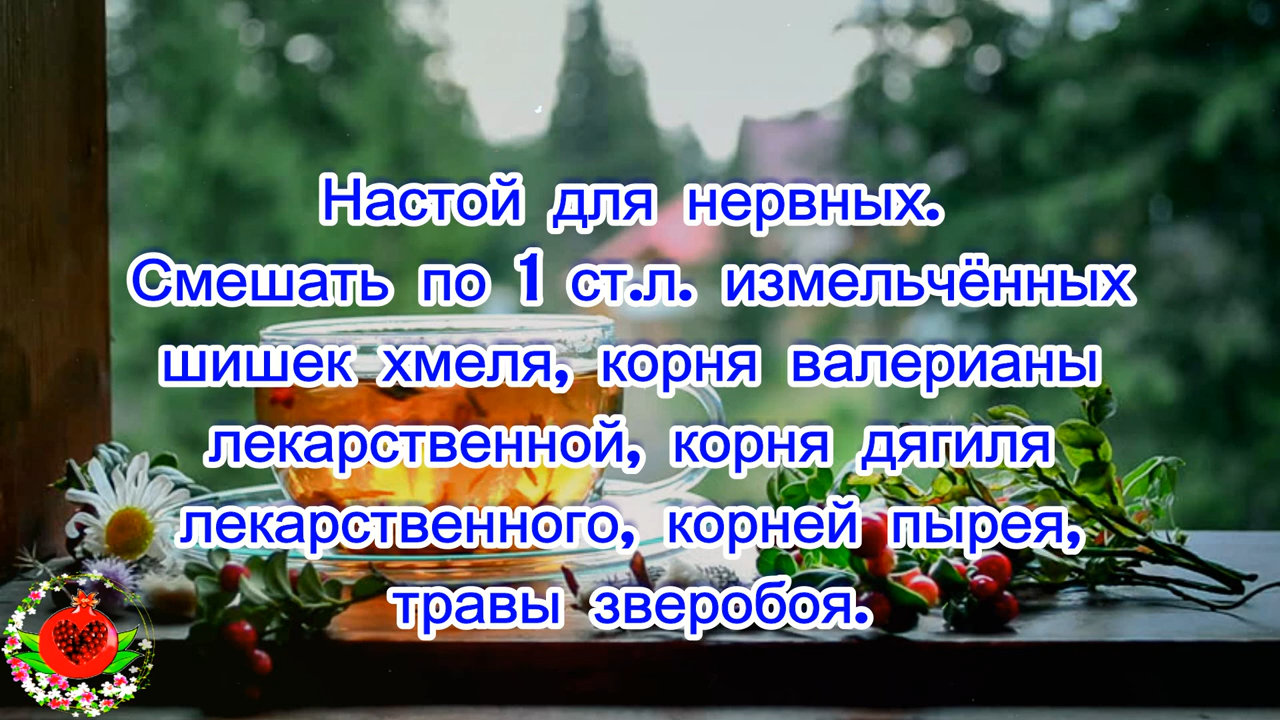 Настой для нервных.
Смешать по 1 ст.л. измельчённых
шишек хмеля, корня валерианы
лекарственной, корня дягиля
лекарственного, корней пырея,
травы зверобоя.